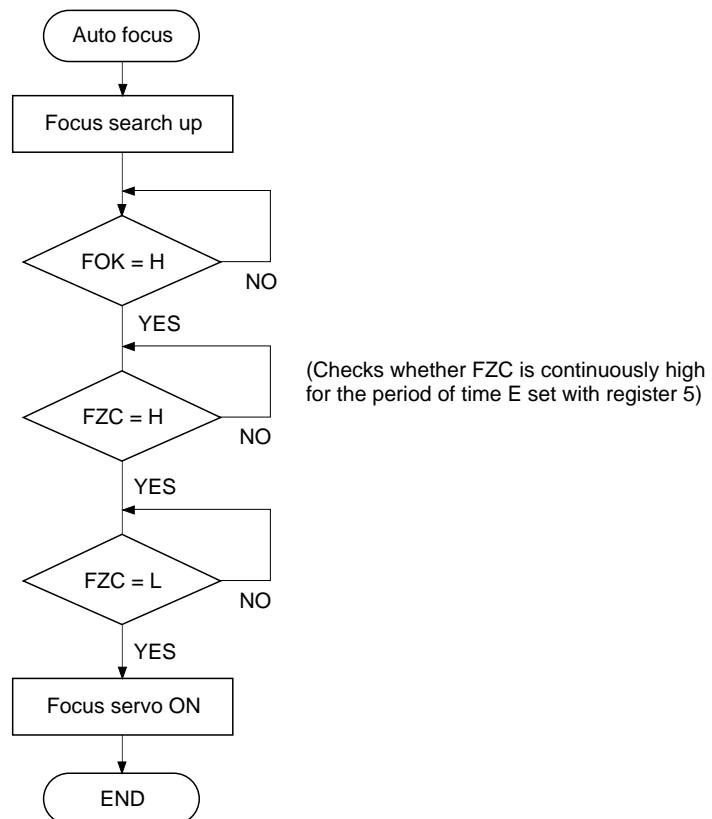 Auto focus
Focus search up
FOK = H
NO
YES
(Checks whether FZC is continuously high
for the period of time E set with register 5)
FZC = H
NO
YES
FZC = L
NO
YES
Focus servo ON
END